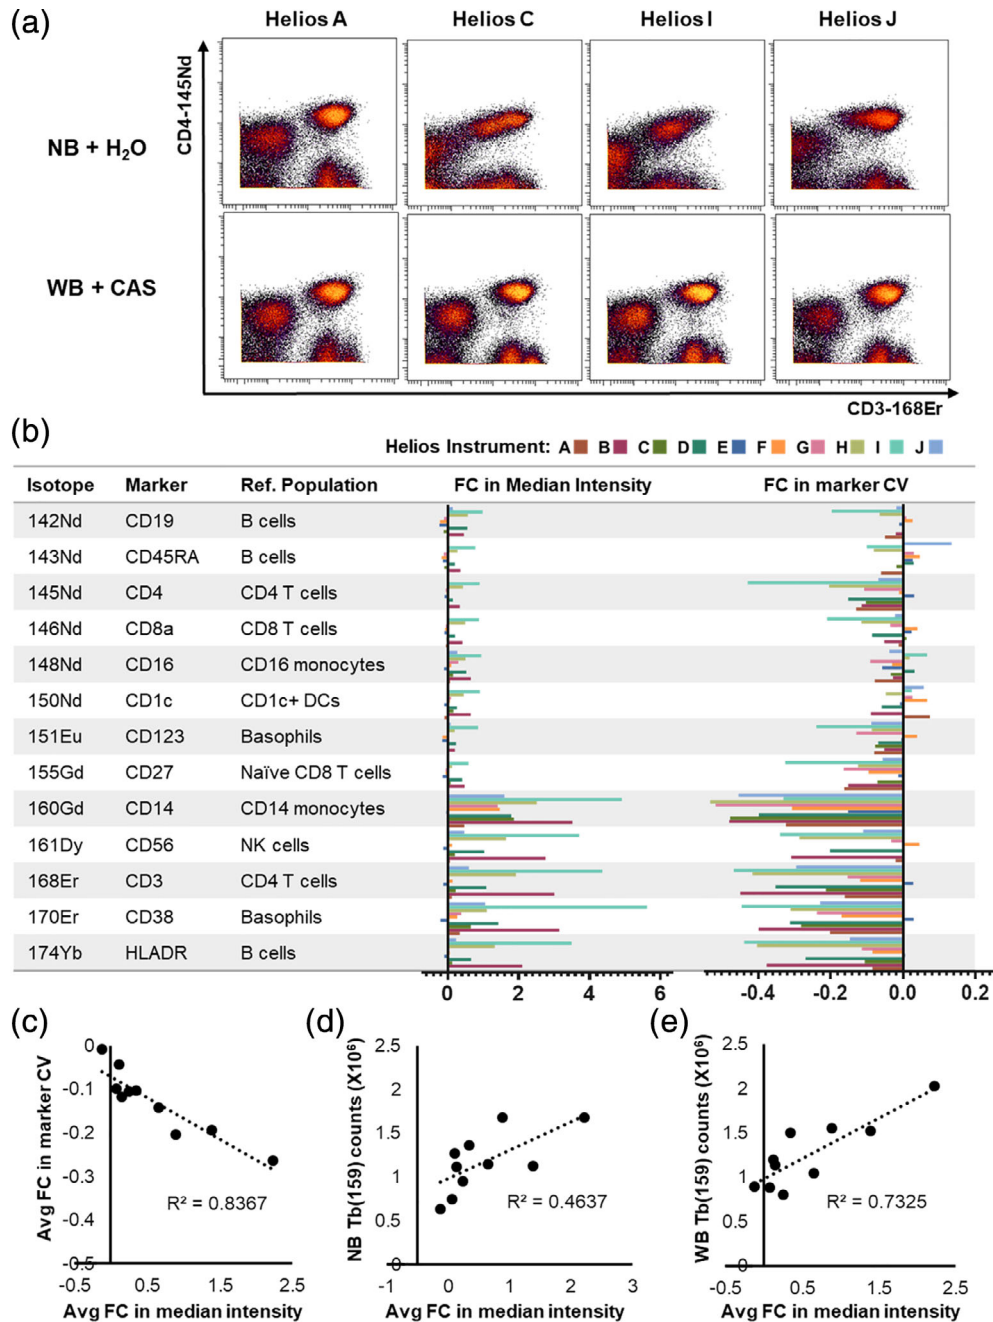 (a)
Helios A Helios C Helios I Helios J
CD4-145Nd
NB + H₂O
WB + CAS
CD3-168Er
(b)
Helios Instrument: A B C D E F G H I J
Isotope Marker Ref. Population FC in Median Intensity FC in marker CV
142Nd CD19 B cells
143Nd CD45RA B cells
145Nd CD4 CD4 T cells
146Nd CD8a CD8 T cells
148Nd CD16 CD16 monocytes
150Nd CD1c CD1c+ DCs
151Eu CD123 Basophils
155Gd CD27 Naïve CD8 T cells
160Gd CD14 CD14 monocytes
161Dy CD56 NK cells
168Er CD3 CD4 T cells
170Er CD38 Basophils
174Yb HLADR B cells
0 2 4 6 -0.4 -0.2 0.0 0.2
(c)
Avg FC in marker CV
0
-0.1
-0.2
-0.3
-0.4
-0.5
R² = 0.8367
-0.5 0.5 1.5 2.5
Avg FC in median intensity
(d)
NB Tb(159) counts (X10⁶)
2.5
2
1.5
1
0.5
0
R² = 0.4637
-1 0 1 2 3
Avg FC in median intensity
(e)
WB Tb(159) counts (X10⁶)
2.5
2
1.5
1
0.5
0
R² = 0.7325
-0.5 0.5 1.5 2.5
Avg FC in median intensity